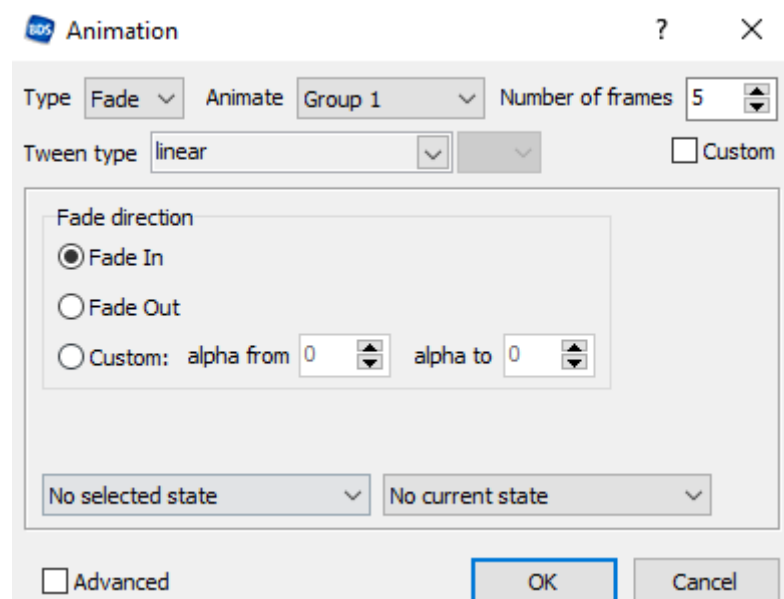 BDS Animation ? ×
Type Fade Animate Group 1 Number of frames 5
Tween type linear Custom
Fade direction
Fade In
Fade Out
Custom: alpha from 0 alpha to 0
No selected state No current state
Advanced OK Cancel